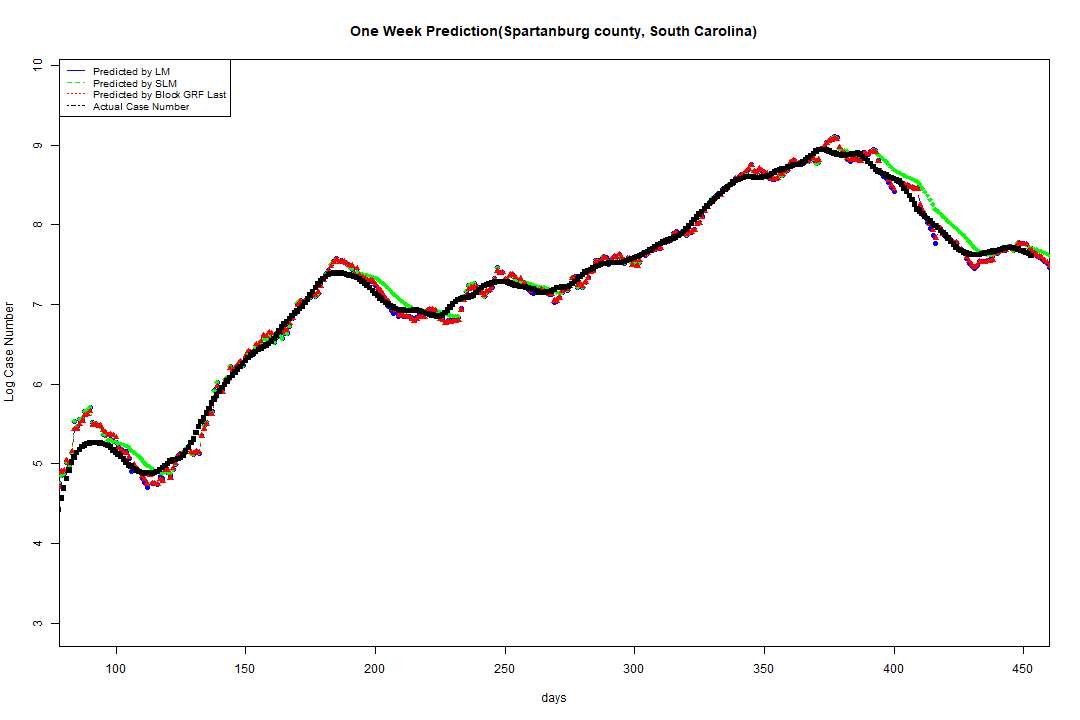 One Week Prediction(Spartanburg county, South Carolina)
Predicted by LM
Predicted by SLM
Predicted by Block GRF Last
Actual Case Number
10
9
8
7
6
5
4
3
Log Case Number
100 150 200 250 300 350 400 450
days